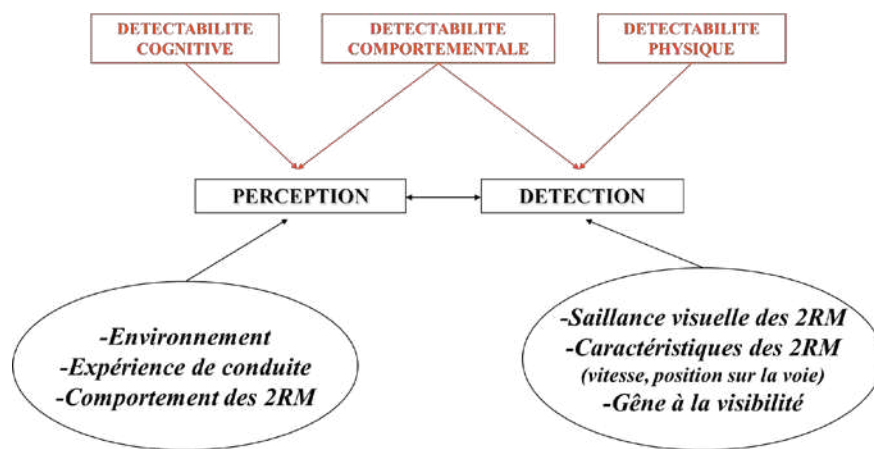 DETECTABILITE
COGNITIVE
DETECTABILITE
COMPORTEMENTALE
DETECTABILITE
PHYSIQUE
PERCEPTION
DETECTION
-Environnement
-Expérience de conduite
-Comportement des 2RM
-Saillance visuelle des 2RM
-Caractéristiques des 2RM
(vitesse, position sur la voie)
-Gêne à la visibilité